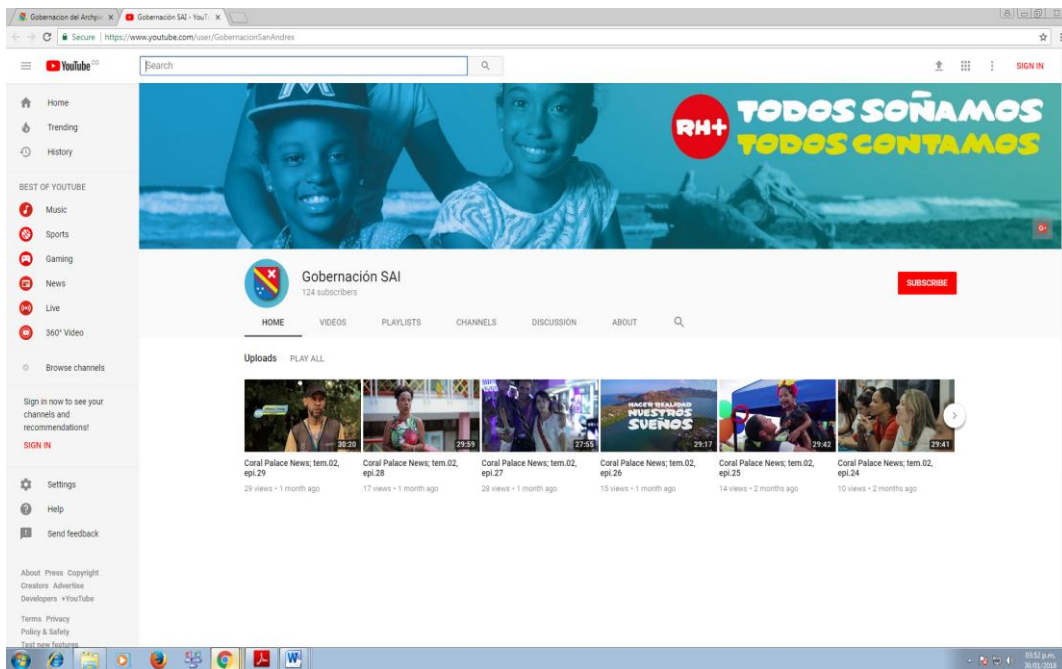 Gobernacion del Archpi
Gobernación SAI - YouT
Secure | https://www.youtube.com/user/GobernacionSanAndres
YouTube CO
Search
SIGN IN
Home
Trending
History
BEST OF YOUTUBE
Music
Sports
Gaming
News
Live
360° Video
Browse channels
Sign in now to see your
channels and
recommendations!
SIGN IN
Settings
Help
Send feedback
About Press Copyright
Creators Advertise
Developers +YouTube
Terms Privacy
Policy & Safety
Test new features
RH+
TODOS SOÑAMOS
TODOS CONTAMOS
G+
Gobernación SAI
124 subscribers
SUBSCRIBE
HOME VIDEOS PLAYLISTS CHANNELS DISCUSSION ABOUT
Uploads PLAY ALL
HACER REALIDAD
NUESTROS
SUEÑOS
30:20 29:59 27:55 29:17 29:42 29:41
Coral Palace News; tem.02,
epi.29
29 views • 1 month ago
Coral Palace News; tem.02,
epi.28
17 views • 1 month ago
Coral Palace News; tem.02,
epi.27
28 views • 1 month ago
Coral Palace News; tem.02,
epi.26
15 views • 1 month ago
Coral Palace News; tem.02,
epi.25
14 views • 2 months ago
Coral Palace News; tem.02,
epi.24
10 views • 2 months ago
03:52 p.m.
30/01/2018